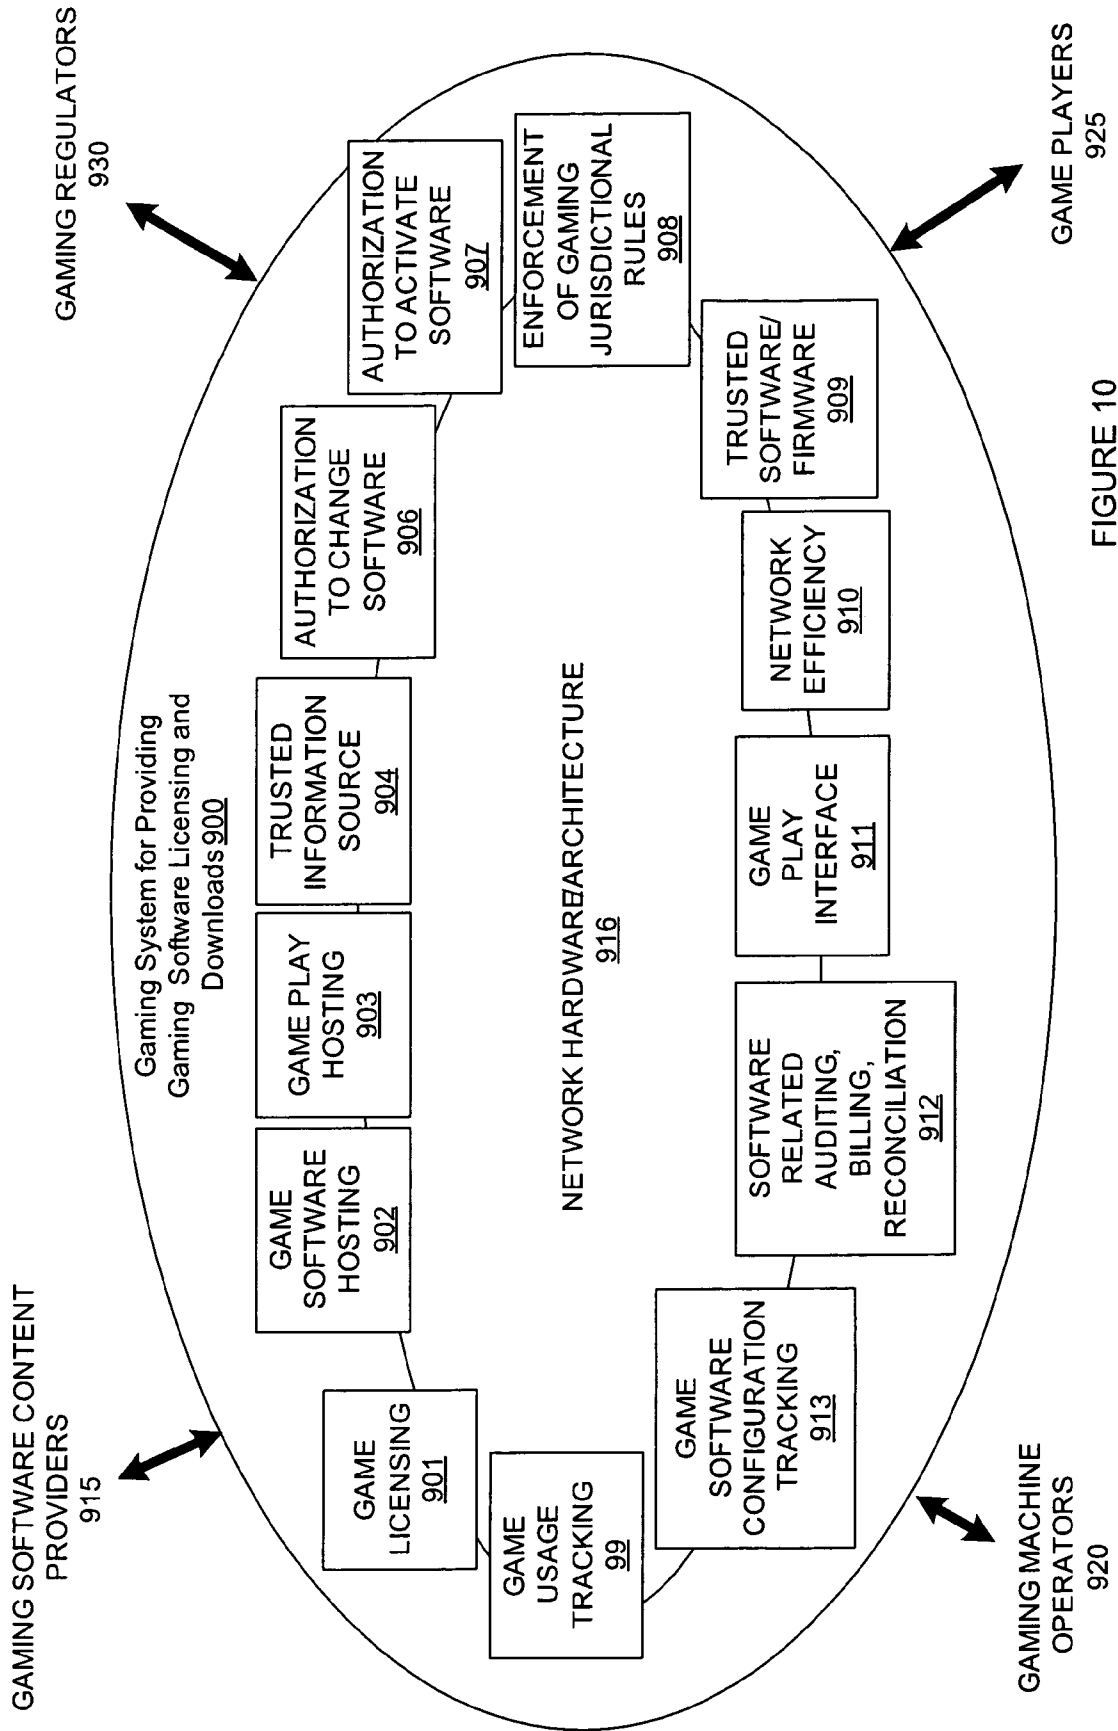 GAMING SOFTWARE CONTENT
PROVIDERS
915
GAMING REGULATORS
930
Gaming System for Providing
Gaming Software Licensing and
Downloads 900
GAME
LICENSING
901
GAME
SOFTWARE
HOSTING
902
GAME PLAY
HOSTING
903
TRUSTED
INFORMATION
SOURCE
904
AUTHORIZATION
TO CHANGE
SOFTWARE
906
AUTHORIZATION
TO ACTIVATE
SOFTWARE
907
ENFORCEMENT
OF GAMING
JURISDICTIONAL
RULES
908
TRUSTED
SOFTWARE/
FIRMWARE
909
NETWORK
EFFICIENCY
910
GAME
PLAY
INTERFACE
911
SOFTWARE
RELATED
AUDITING,
BILLING,
RECONCILIATION
912
GAME
SOFTWARE
CONFIGURATION
TRACKING
913
GAME
USAGE
TRACKING
99
NETWORK HARDWARE/ARCHITECTURE
916
GAMING MACHINE
OPERATORS
920
GAME PLAYERS
925
FIGURE 10